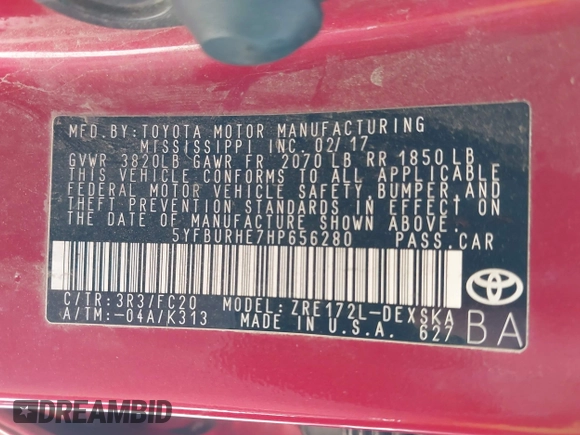 MFD.BY:TOYOTA MOTOR MANUFACTURING
MISSISSIPPI INC. 02/17
GVWR 3820LB GAWR FR 2070 LB RR 1850 LB
THIS VEHICLE CONFORMS TO ALL APPLICABLE
FEDERAL MOTOR VEHICLE SAFETY, BUMPER AND
THEFT PREVENTION STANDARDS IN EFFECT ON
THE DATE OF MANUFACTURE SHOWN ABOVE.
5YFBURHE7HP656280 PASS.CAR
C/TR:3R3/FC20 MODEL:ZRE172L-DEXSKA
A/TM:-04A/K313 MADE IN U.S.A. 627
BA
DREAMBID